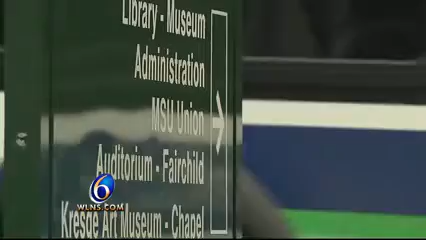 Library - Museum
Administration
MSU Union
Auditorium - Fairchild
Kresge Art Museum - Chapel
6
WLNS.COM